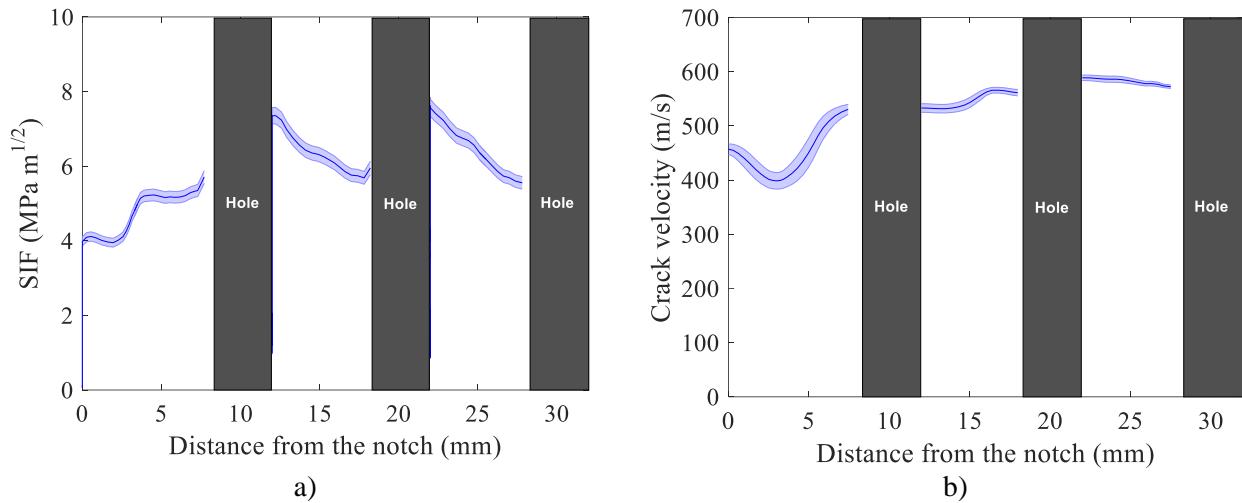 10
8
6
4
2
0
SIF (MPa m^{1/2})
Hole
Hole
Hole
0 5 10 15 20 25 30
Distance from the notch (mm)
a)
700
600
500
400
300
200
100
0
Crack velocity (m/s)
Hole
Hole
Hole
0 5 10 15 20 25 30
Distance from the notch (mm)
b)